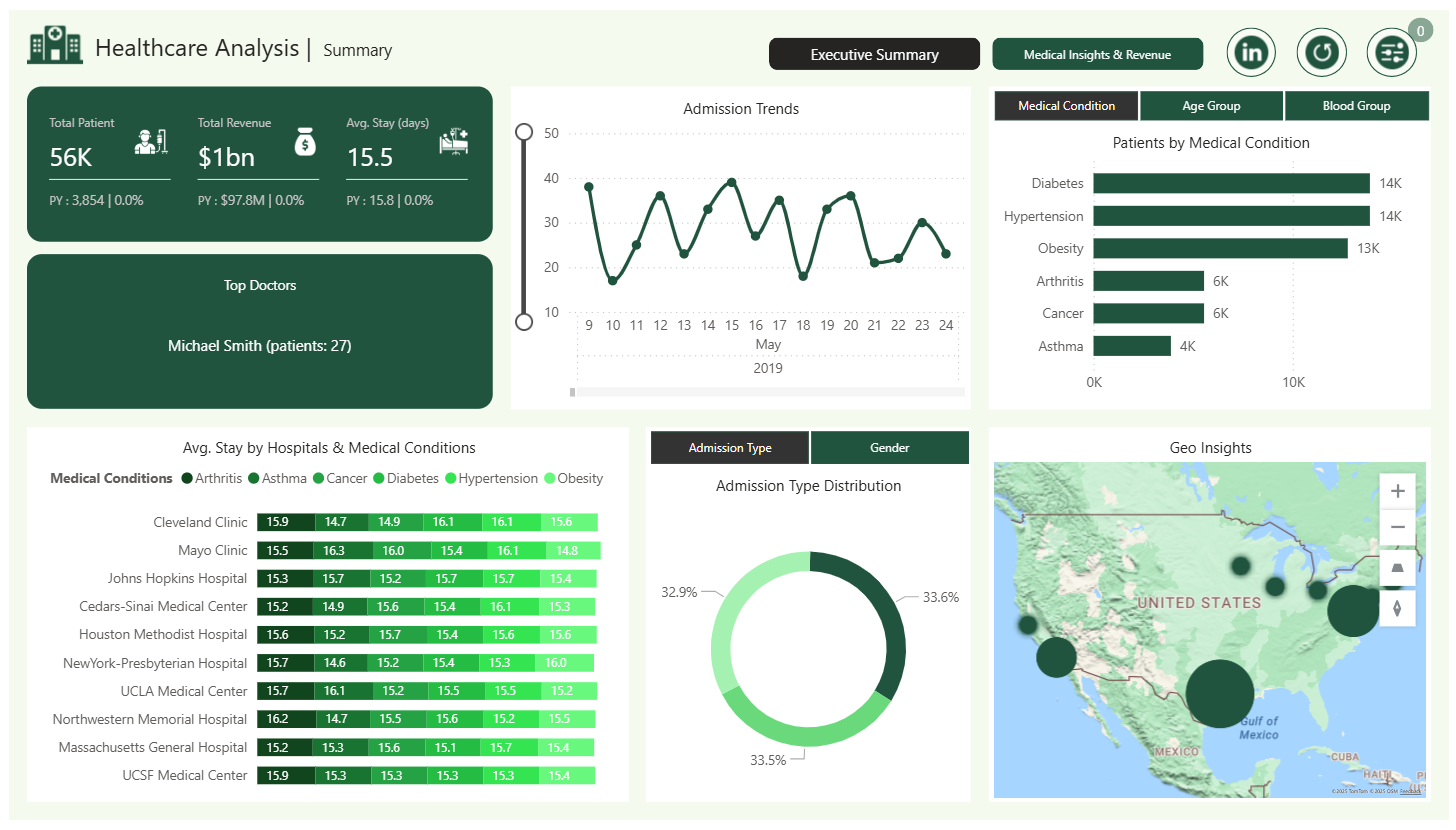 Healthcare Analysis | Summary
Executive Summary
Medical Insights & Revenue
in
0
Total Patient
56K
PY : 3,854 | 0.0%
Total Revenue
$
$1bn
PY : $97.8M | 0.0%
Avg. Stay (days)
15.5
PY : 15.8 | 0.0%
Top Doctors
Michael Smith (patients: 27)
Admission Trends
50
40
30
20
10
9 10 11 12 13 14 15 16 17 18 19 20 21 22 23 24
May
2019
Medical Condition Age Group Blood Group
Patients by Medical Condition
Diabetes 14K
Hypertension 14K
Obesity 13K
Arthritis 6K
Cancer 6K
Asthma 4K
0K 10K
Avg. Stay by Hospitals & Medical Conditions
Medical Conditions Arthritis Asthma Cancer Diabetes Hypertension Obesity
Cleveland Clinic 15.9 14.7 14.9 16.1 16.1 15.6
Mayo Clinic 15.5 16.3 16.0 15.4 16.1 14.8
Johns Hopkins Hospital 15.3 15.7 15.2 15.7 15.7 15.4
Cedars-Sinai Medical Center 15.2 14.9 15.6 15.4 16.1 15.3
Houston Methodist Hospital 15.6 15.2 15.7 15.4 15.6 15.6
NewYork-Presbyterian Hospital 15.7 14.6 15.2 15.4 15.3 16.0
UCLA Medical Center 15.7 16.1 15.2 15.5 15.5 15.2
Northwestern Memorial Hospital 16.2 14.7 15.5 15.6 15.2 15.5
Massachusetts General Hospital 15.2 15.3 15.6 15.1 15.7 15.4
UCSF Medical Center 15.9 15.3 15.3 15.3 15.3 15.4
Admission Type Gender
Admission Type Distribution
32.9%
33.6%
33.5%
Geo Insights
UNITED STATES
Gulf of
Mexico
MEXICO
CUBA
HAITI
©2025 TomTom ©2025 OSM Feedback